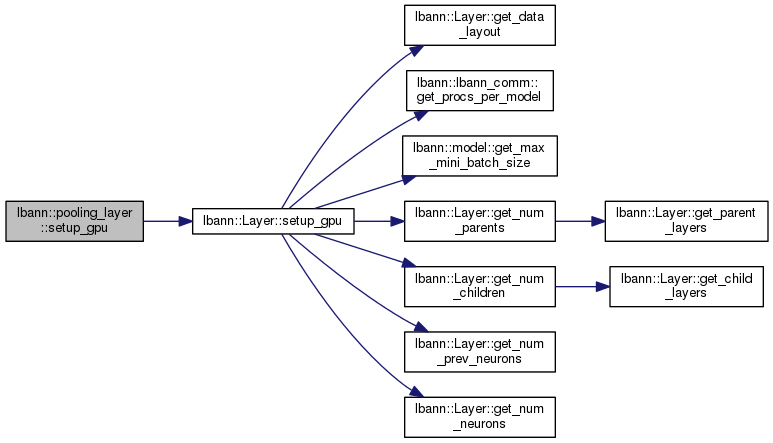 lbann::pooling_layer
::setup_gpu
lbann::Layer::setup_gpu
lbann::Layer::get_data
_layout
lbann::lbann_comm::
get_procs_per_model
lbann::model::get_max
_mini_batch_size
lbann::Layer::get_num
_parents
lbann::Layer::get_parent
_layers
lbann::Layer::get_num
_children
lbann::Layer::get_child
_layers
lbann::Layer::get_num
_prev_neurons
lbann::Layer::get_num
_neurons